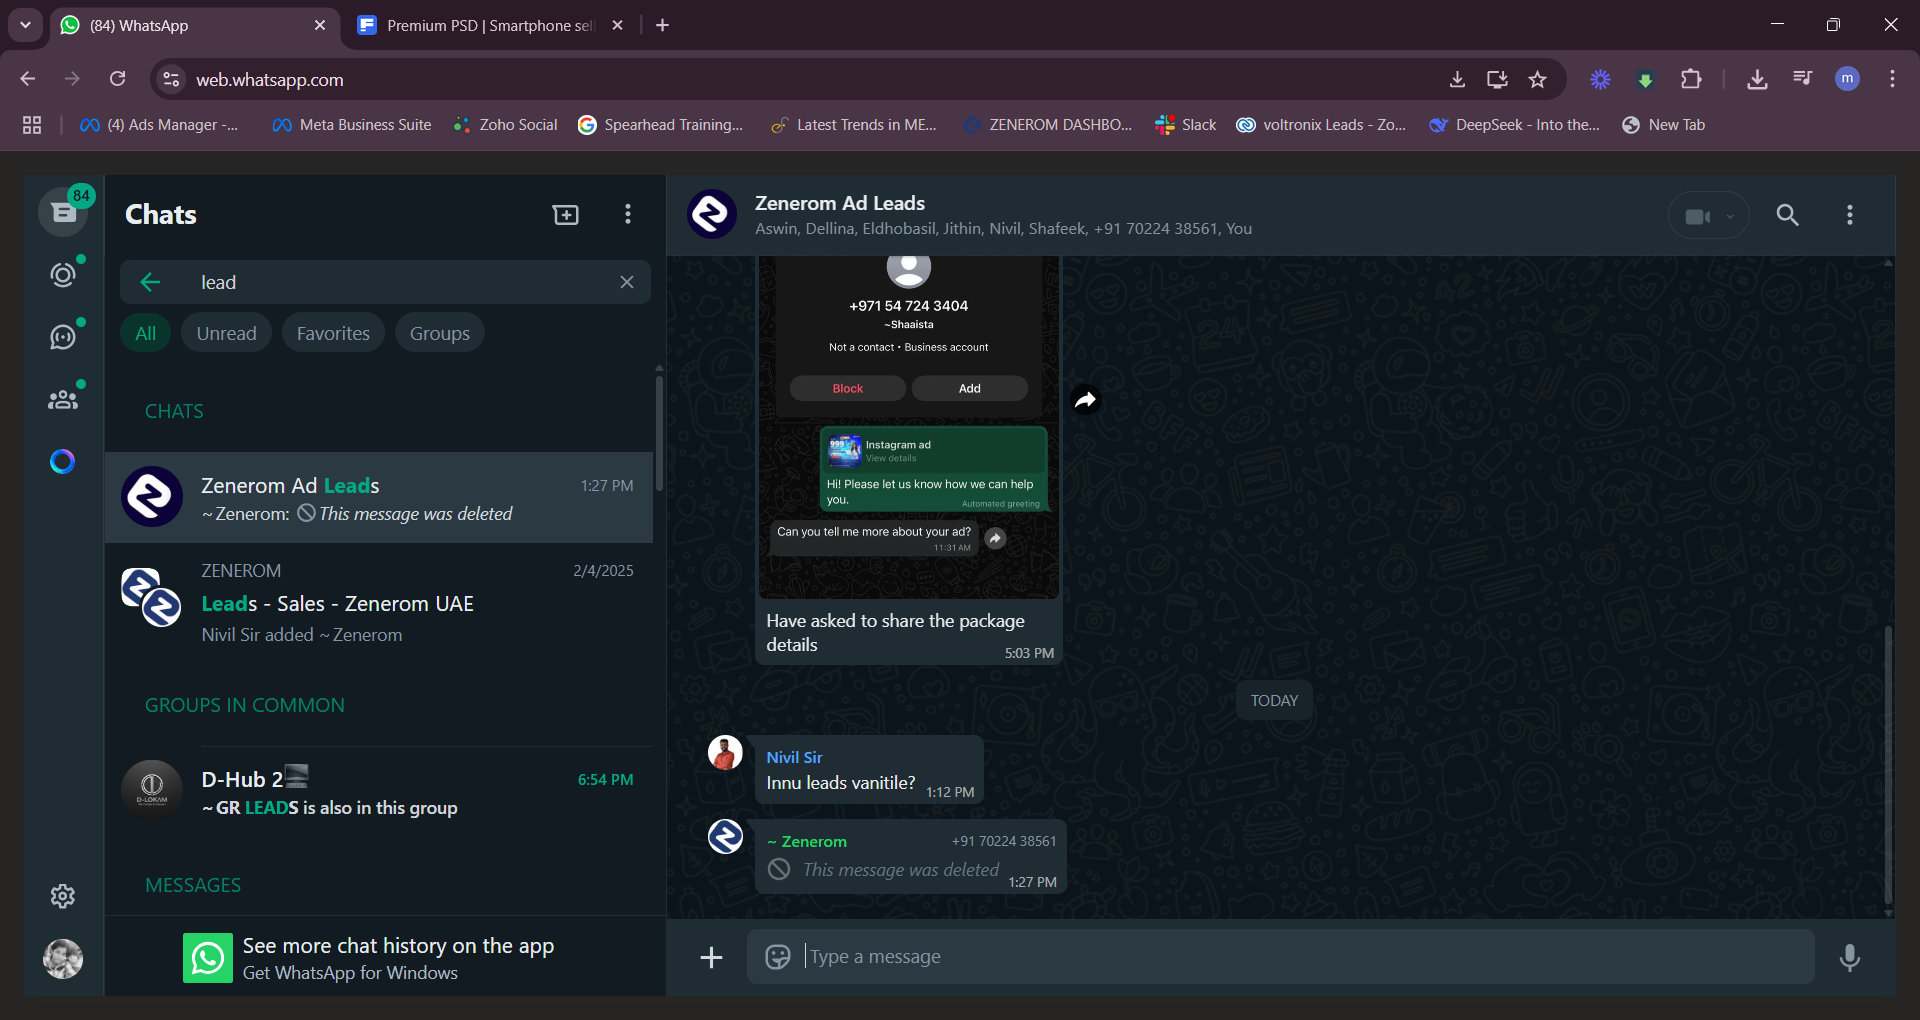 (84) WhatsApp
Premium PSD | Smartphone sel
web.whatsapp.com
m
(4) Ads Manager -...
Meta Business Suite
Zoho Social
Spearhead Training...
Latest Trends in ME...
ZENEROM DASHBO...
Slack
voltronix Leads - Zo...
DeepSeek - Into the...
New Tab
84
Chats
lead
All
Unread
Favorites
Groups
CHATS
Zenerom Ad Leads
1:27 PM
~ Zenerom: This message was deleted
ZENEROM
2/4/2025
Leads - Sales - Zenerom UAE
Nivil Sir added ~ Zenerom
GROUPS IN COMMON
D-Hub 2
6:54 PM
D-LOKAM
~ GR LEADS is also in this group
MESSAGES
See more chat history on the app
Get WhatsApp for Windows
Zenerom Ad Leads
Aswin, Dellina, Eldhobasil, Jithin, Nivil, Shafeek, +91 70224 38561, You
+971 54 724 3404
~Shaaista
Not a contact • Business account
Block
Add
999
Instagram ad
View details
Hi! Please let us know how we can help
you.
Automated greeting
Can you tell me more about your ad?
11:31 AM
Have asked to share the package
details
5:03 PM
TODAY
Nivil Sir
Innu leads vanitile?
1:12 PM
~ Zenerom
+91 70224 38561
This message was deleted
1:27 PM
Type a message